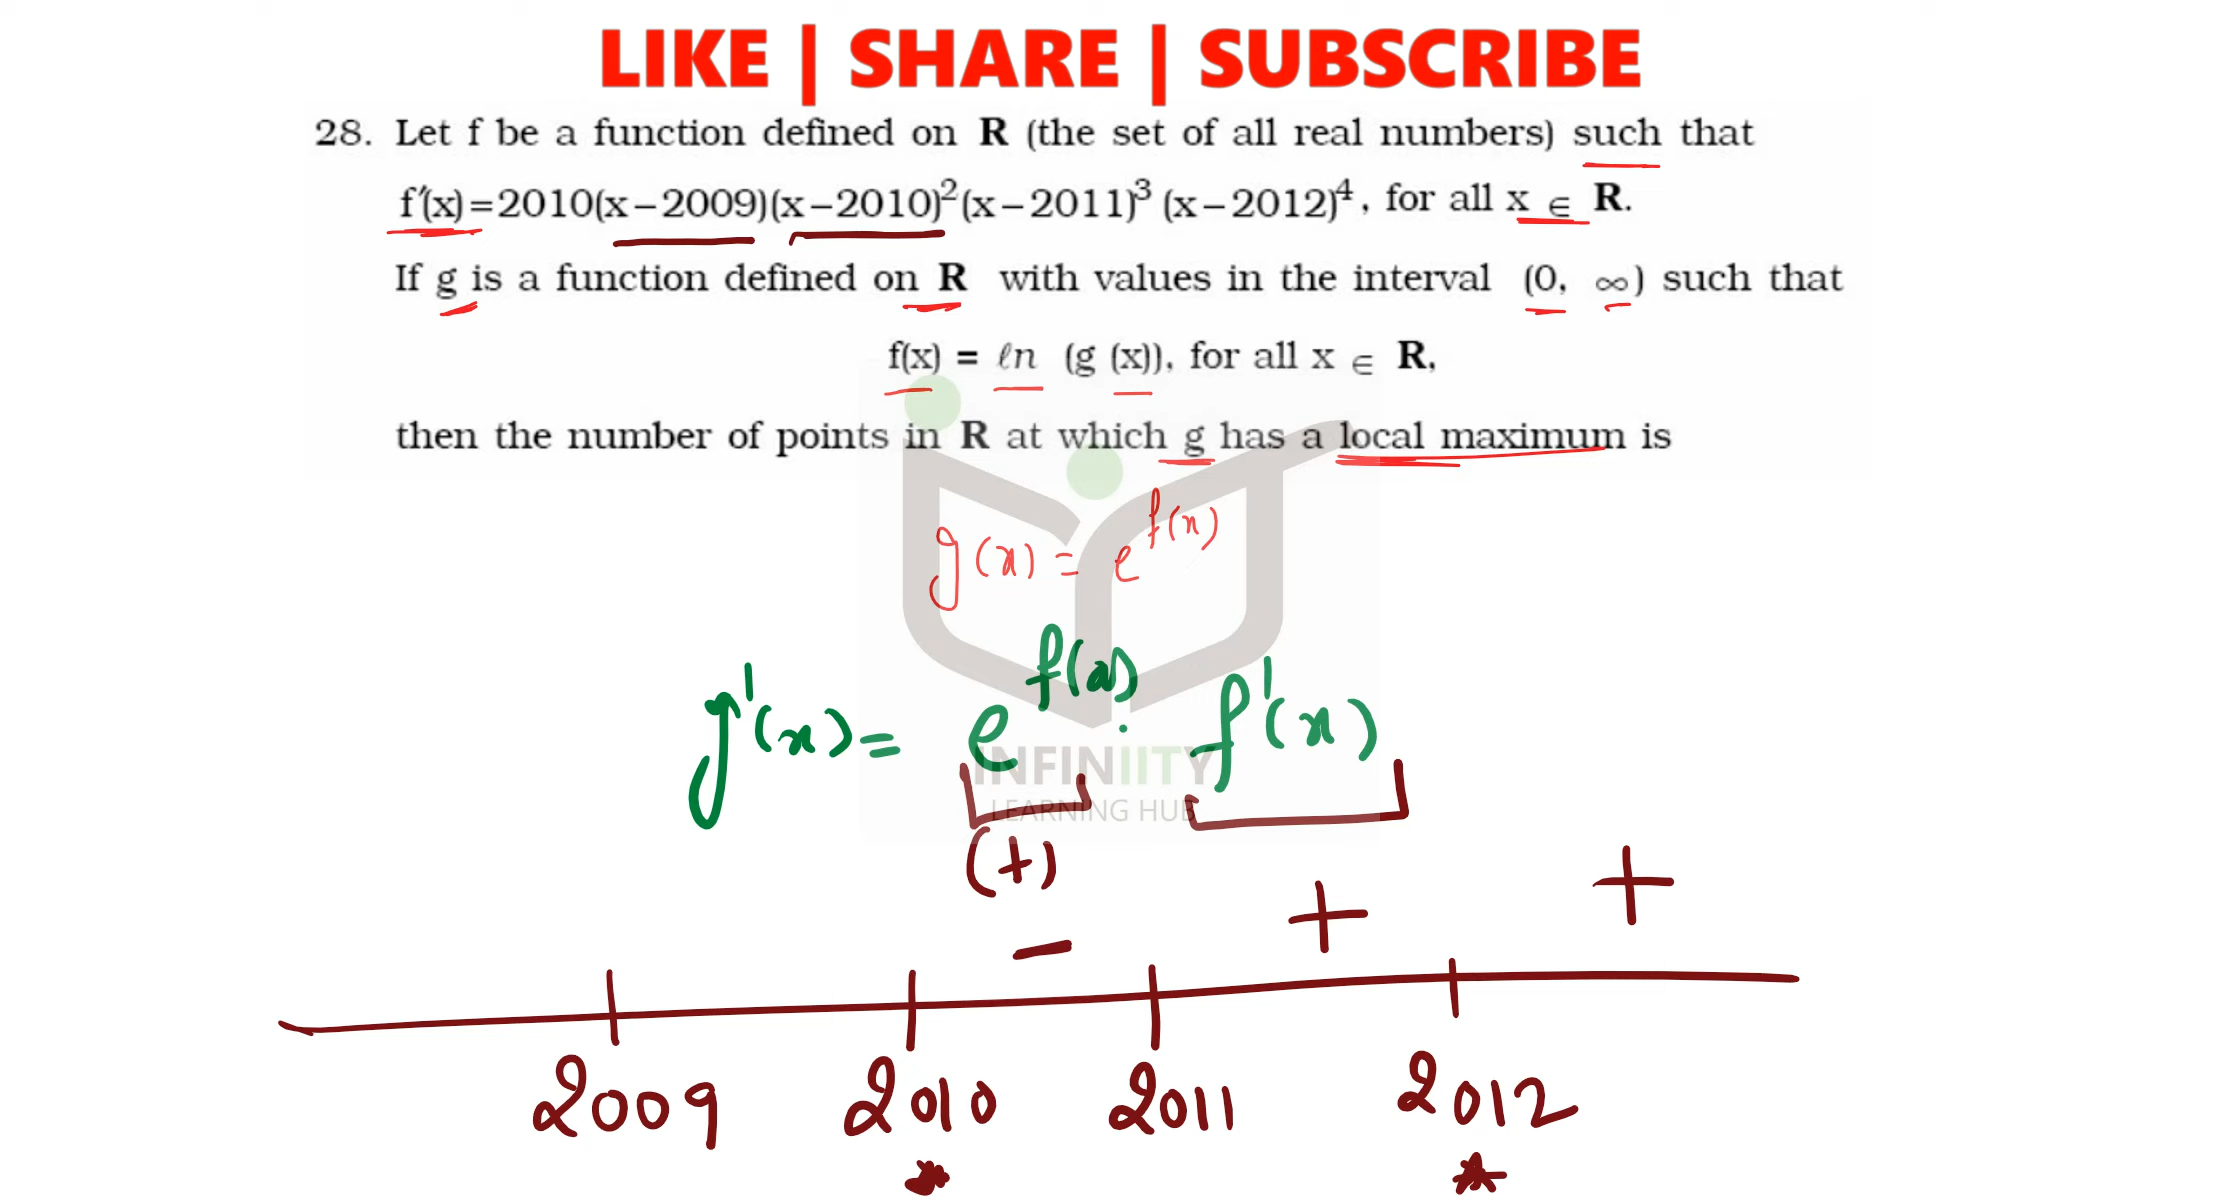 LIKE | SHARE | SUBSCRIBE
28. Let f be a function defined on R (the set of all real numbers) such that
f′(x)=2010(x−2009)(x−2010)²(x−2011)³ (x−2012)⁴, for all x ∈ R.
If g is a function defined on R with values in the interval (0, ∞) such that
f(x) = ℓn (g (x)), for all x ∈ R,
then the number of points in R at which g has a local maximum is
g(x) = e^f(x)
g'(x) = e^f(x) · f'(x)
INFINIITY
LEARNING HUB
(+)
− + +
2009 2010 2011 2012